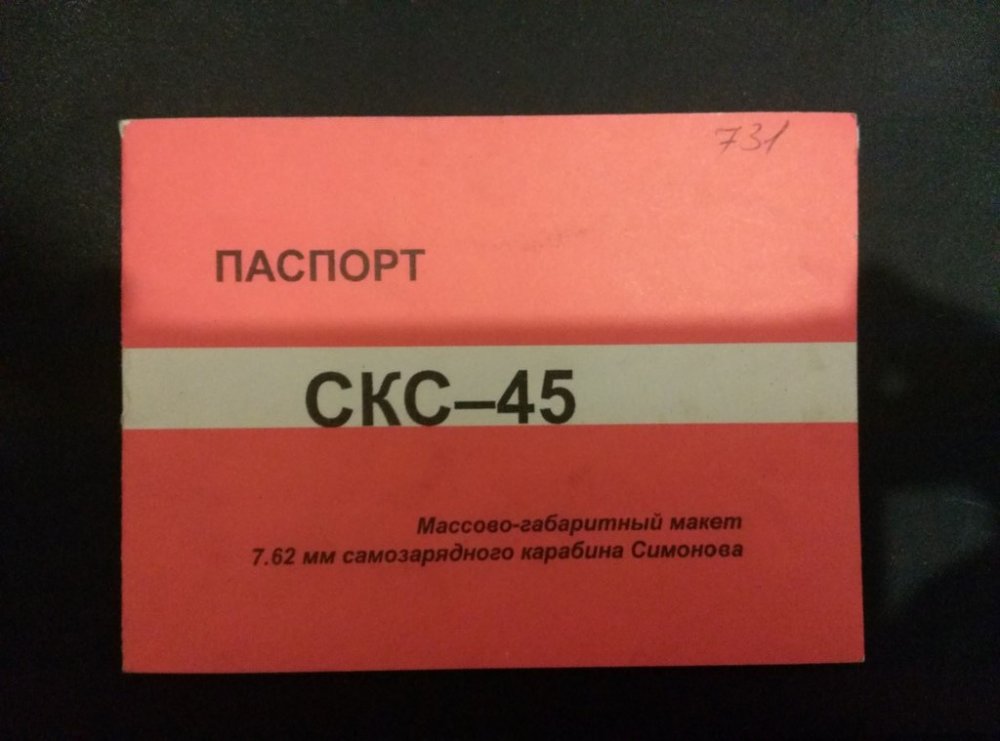 731
ПАСПОРТ
СКС–45
Массово-габаритный макет
7.62 мм самозарядного карабина Симонова